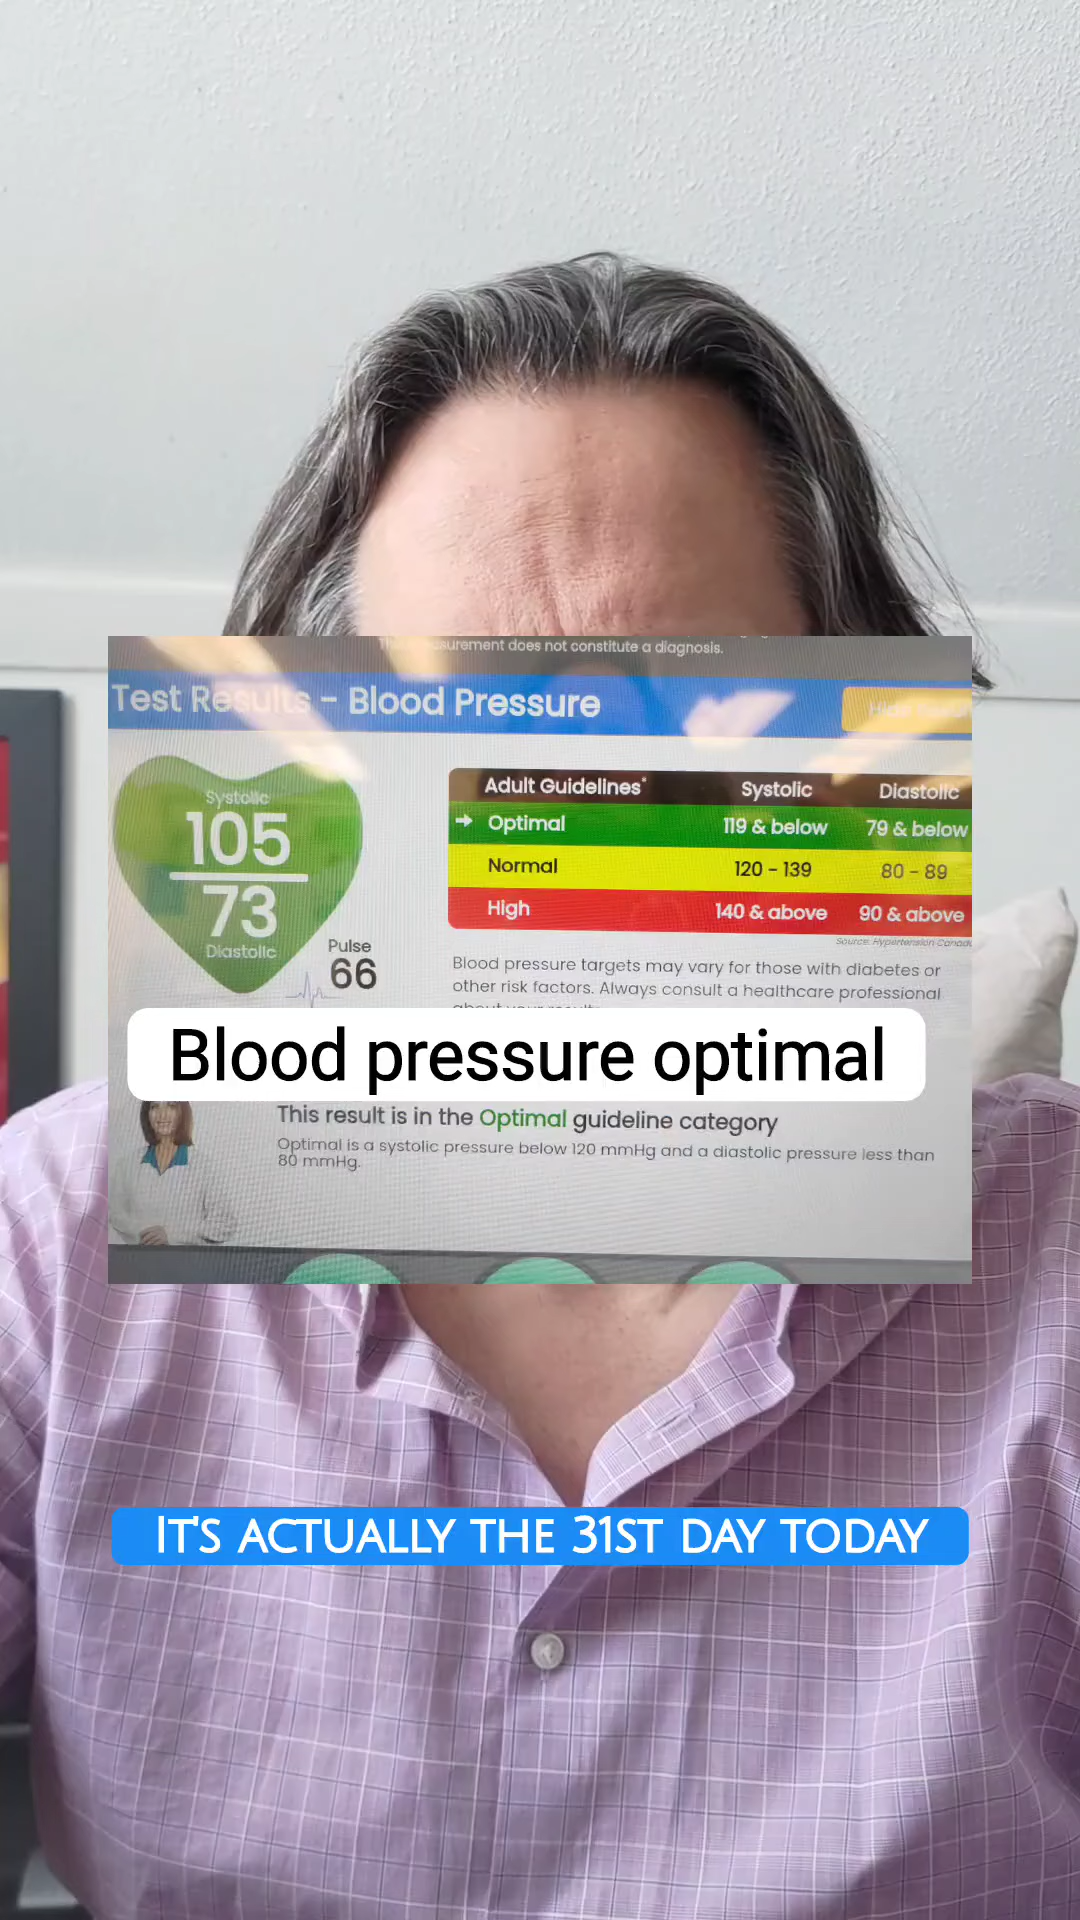 surement does not constitute a diagnosis.
Test Results - Blood Pressure
Systolic
105
73
Diastolic
Pulse
66
Adult Guidelines* Systolic Diastolic
Optimal 119 & below 79 & below
Normal 120 - 139 80 - 89
High 140 & above 90 & above
Source: Hypertension Canada
Blood pressure targets may vary for those with diabetes or
other risk factors. Always consult a healthcare professional
Blood pressure optimal
This result is in the Optimal guideline category
Optimal is a systolic pressure below 120 mmHg and a diastolic pressure less than
80 mmHg.
IT'S ACTUALLY THE 31ST DAY TODAY